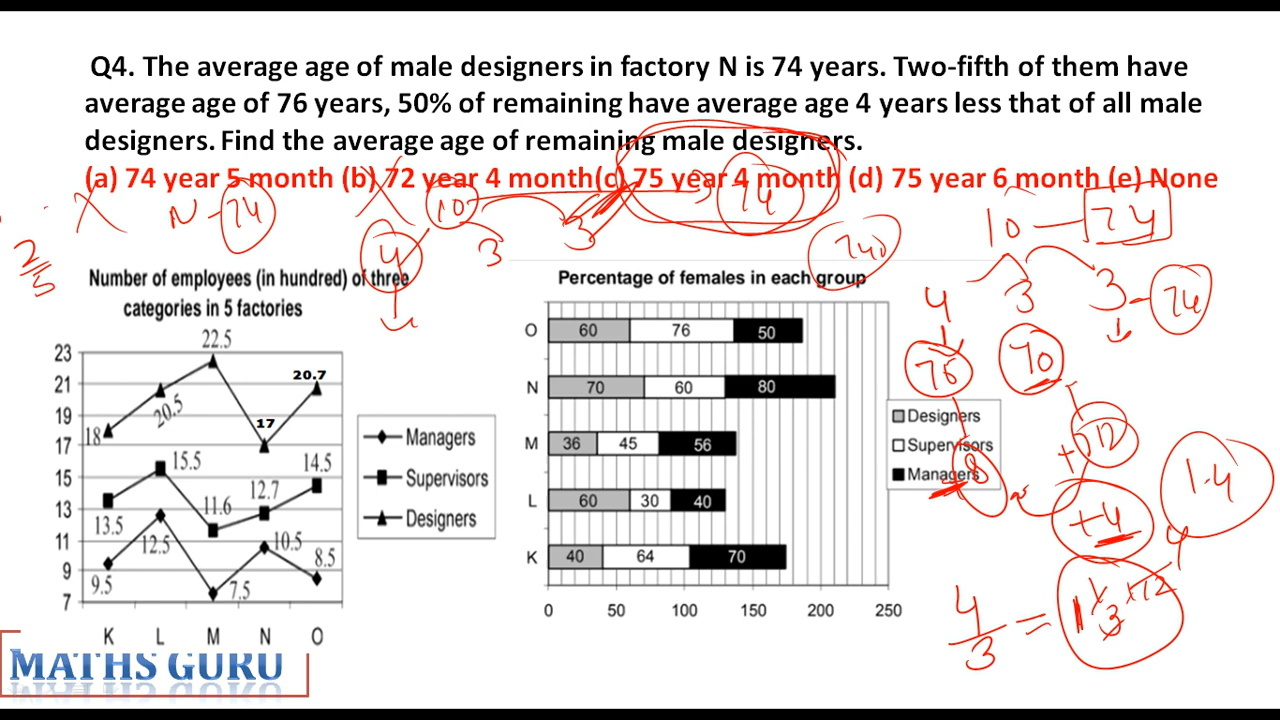 Q4. The average age of male designers in factory N is 74 years. Two-fifth of them have
average age of 76 years, 50% of remaining have average age 4 years less that of all male
designers. Find the average age of remaining male designers.
(a) 74 year 5 month (b) 72 year 4 month(c) 75 year 4 month (d) 75 year 6 month (e) None
N - 74
10
74
10 - 74
2/5
4
3
3
740
4
3
3 - 74
76
70
Number of employees (in hundred) of three
categories in 5 factories
23
21
19
17
15
13
11
9
7
18
20.5
22.5
17
20.7
13.5
15.5
11.6
12.7
14.5
9.5
12.5
7.5
10.5
8.5
K L M N O
Managers
Supervisors
Designers
Percentage of females in each group
O 60 76 50
N 70 60 80
M 36 45 56
L 60 30 40
K 40 64 70
0 50 100 150 200 250
Designers
Supervisors
Managers
8
+12
+4
1-4
4/3 = 1 1/3 × 12
MATHS GURU